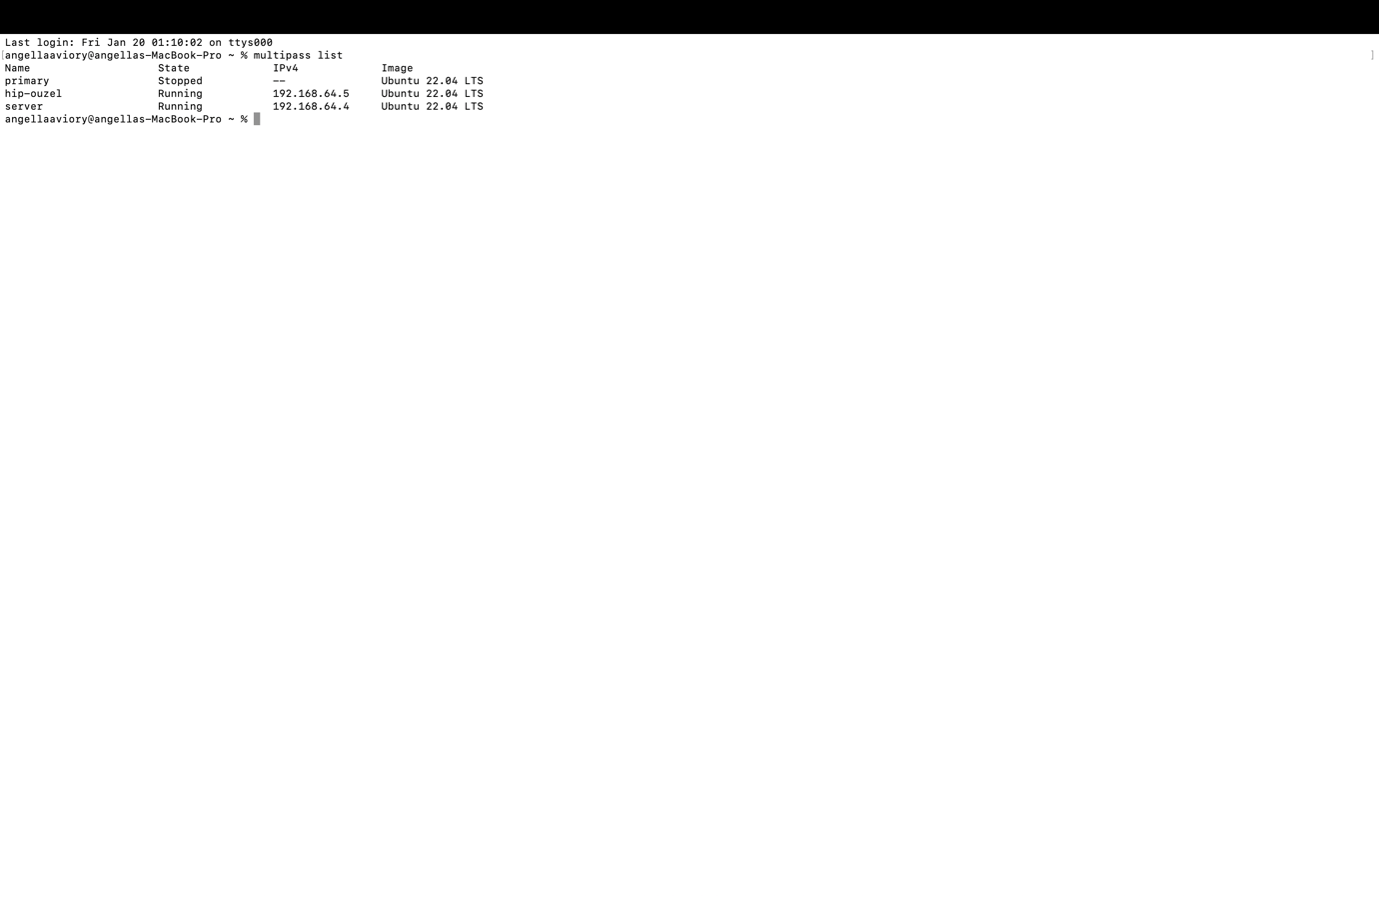 Last login: Fri Jan 20 01:10:02 on ttys000
[angellaaviory@angellas-MacBook-Pro ~ % multipass list ]
Name State IPv4 Image
primary Stopped -- Ubuntu 22.04 LTS
hip-ouzel Running 192.168.64.5 Ubuntu 22.04 LTS
server Running 192.168.64.4 Ubuntu 22.04 LTS
angellaaviory@angellas-MacBook-Pro ~ %